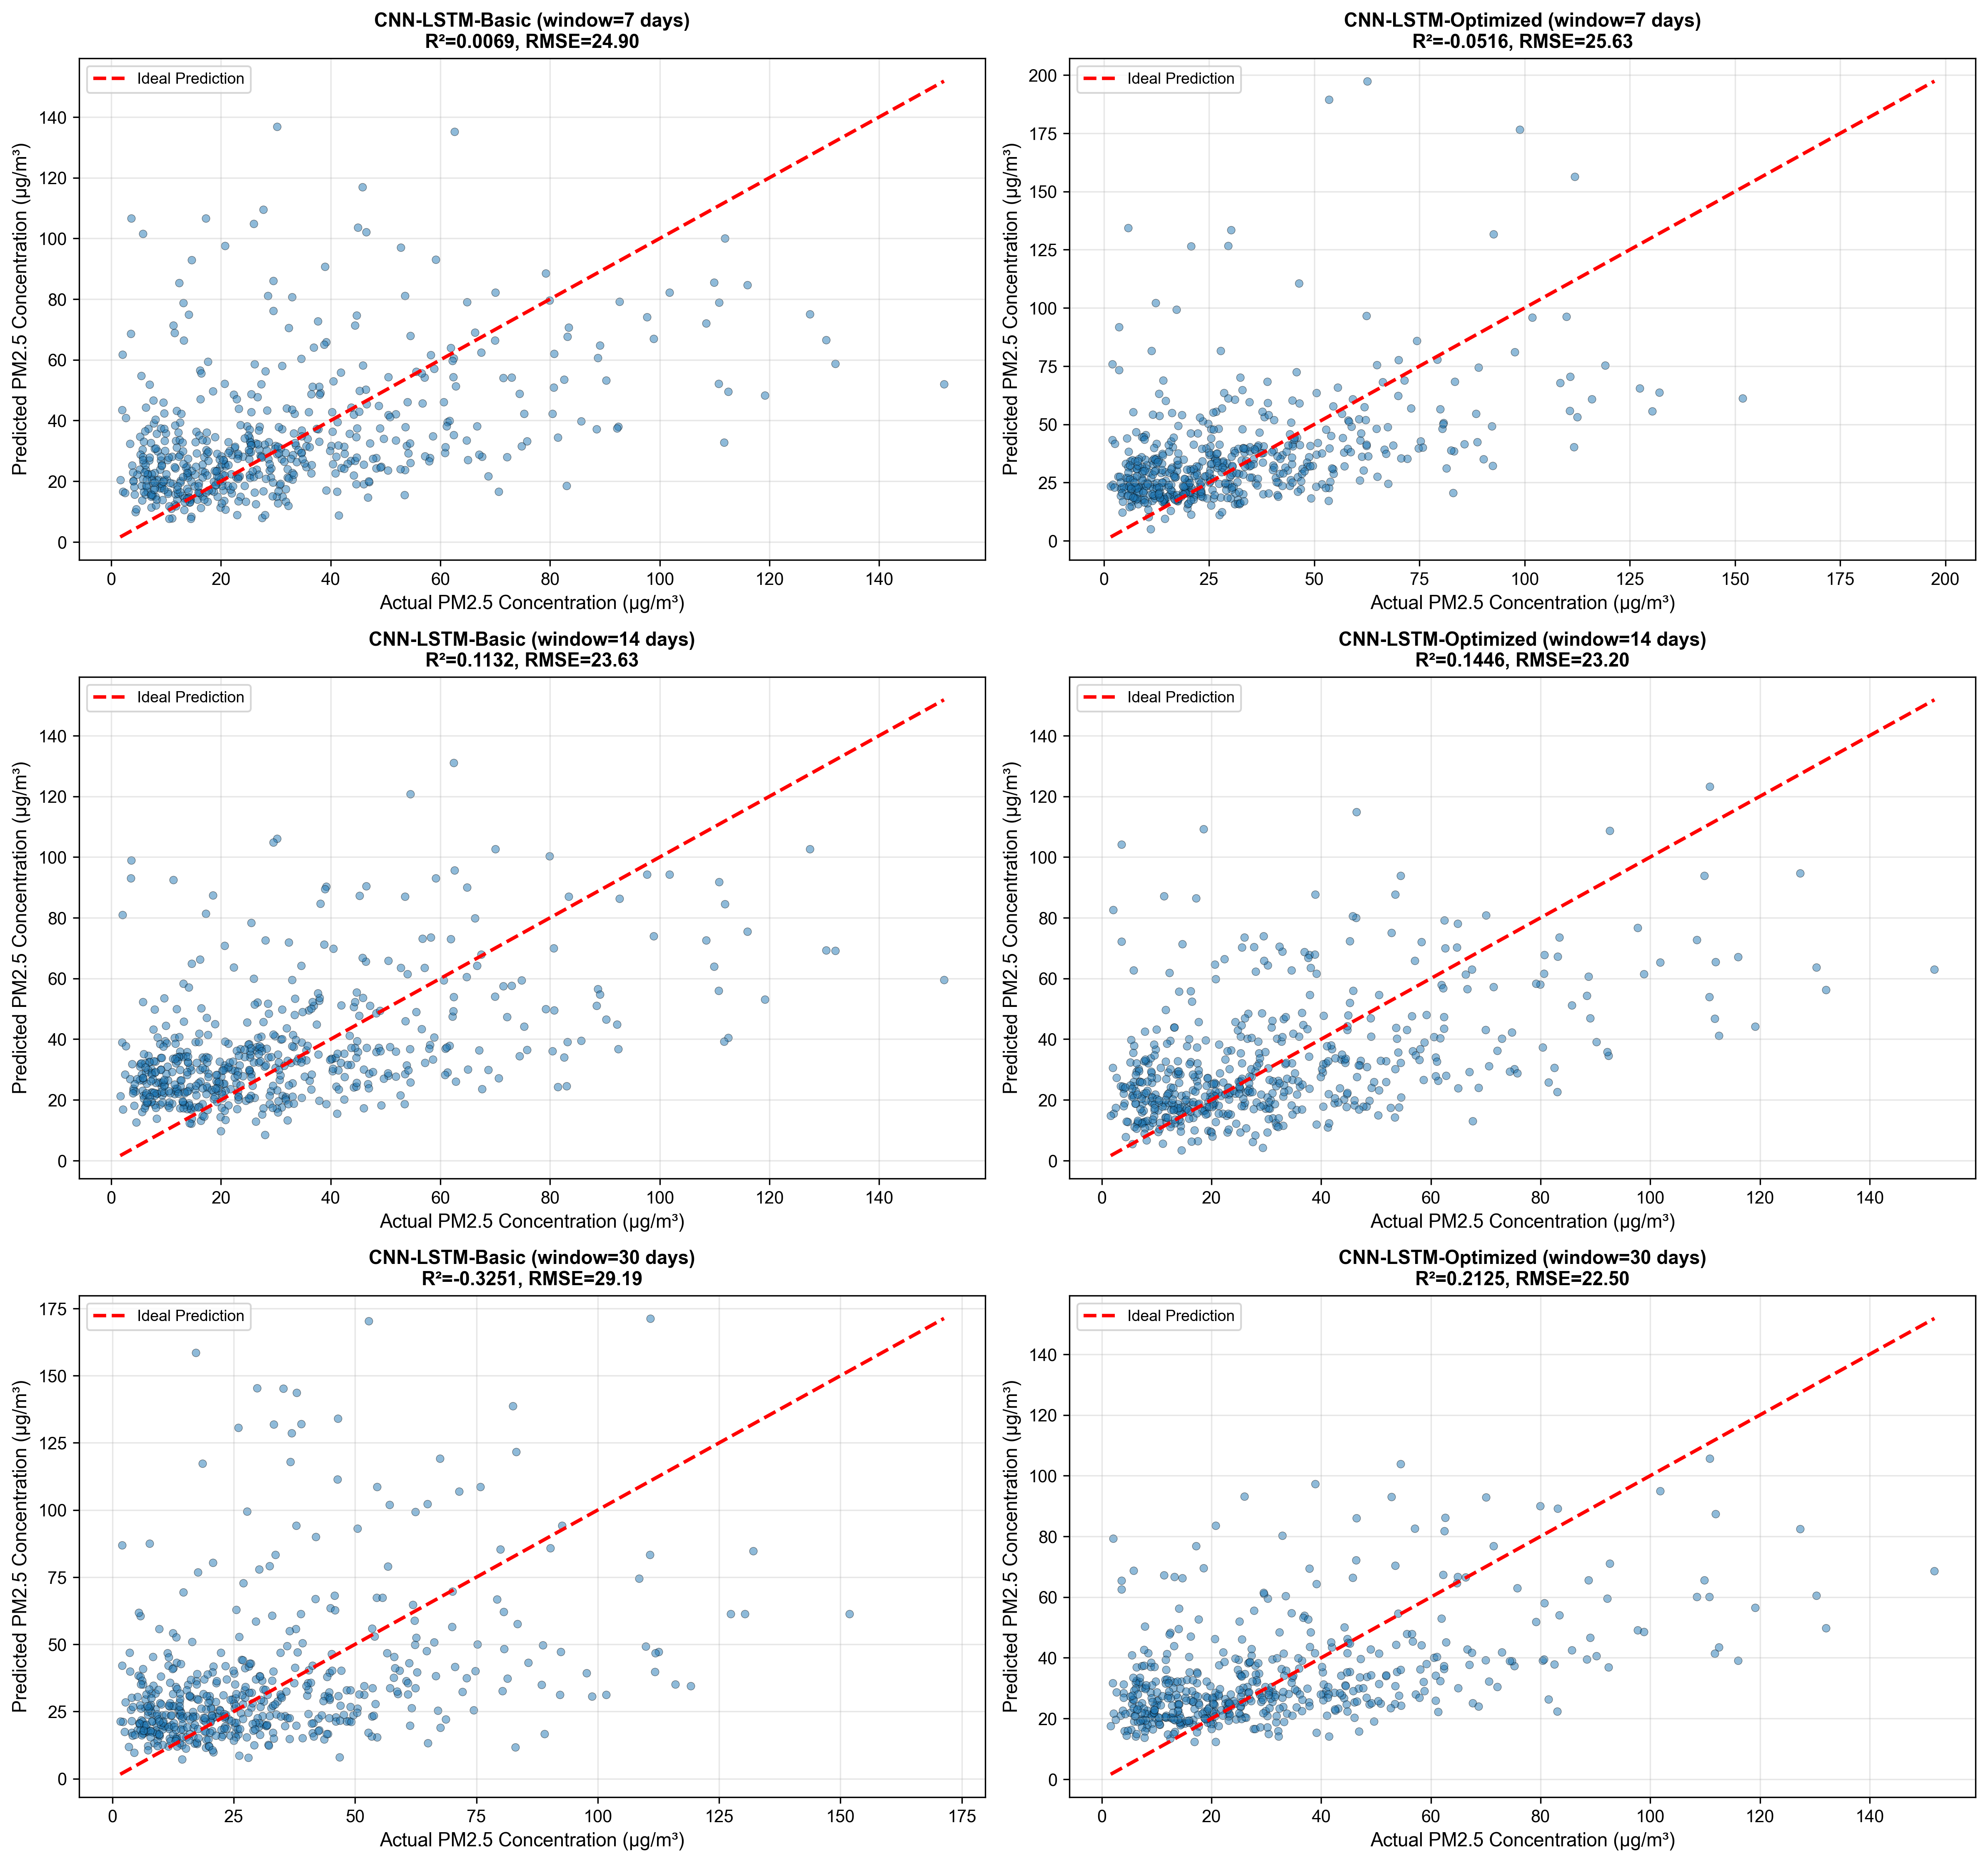 CNN-LSTM-Basic (window=7 days)
R²=0.0069, RMSE=24.90
Ideal Prediction
Predicted PM2.5 Concentration (µg/m³)
140
120
100
80
60
40
20
0
0 20 40 60 80 100 120 140
Actual PM2.5 Concentration (µg/m³)
CNN-LSTM-Optimized (window=7 days)
R²=-0.0516, RMSE=25.63
Ideal Prediction
Predicted PM2.5 Concentration (µg/m³)
200
175
150
125
100
75
50
25
0
0 25 50 75 100 125 150 175 200
Actual PM2.5 Concentration (µg/m³)
CNN-LSTM-Basic (window=14 days)
R²=0.1132, RMSE=23.63
Ideal Prediction
Predicted PM2.5 Concentration (µg/m³)
140
120
100
80
60
40
20
0
0 20 40 60 80 100 120 140
Actual PM2.5 Concentration (µg/m³)
CNN-LSTM-Optimized (window=14 days)
R²=0.1446, RMSE=23.20
Ideal Prediction
Predicted PM2.5 Concentration (µg/m³)
140
120
100
80
60
40
20
0
0 20 40 60 80 100 120 140
Actual PM2.5 Concentration (µg/m³)
CNN-LSTM-Basic (window=30 days)
R²=-0.3251, RMSE=29.19
Ideal Prediction
Predicted PM2.5 Concentration (µg/m³)
175
150
125
100
75
50
25
0
0 25 50 75 100 125 150 175
Actual PM2.5 Concentration (µg/m³)
CNN-LSTM-Optimized (window=30 days)
R²=0.2125, RMSE=22.50
Ideal Prediction
Predicted PM2.5 Concentration (µg/m³)
140
120
100
80
60
40
20
0
0 20 40 60 80 100 120 140
Actual PM2.5 Concentration (µg/m³)